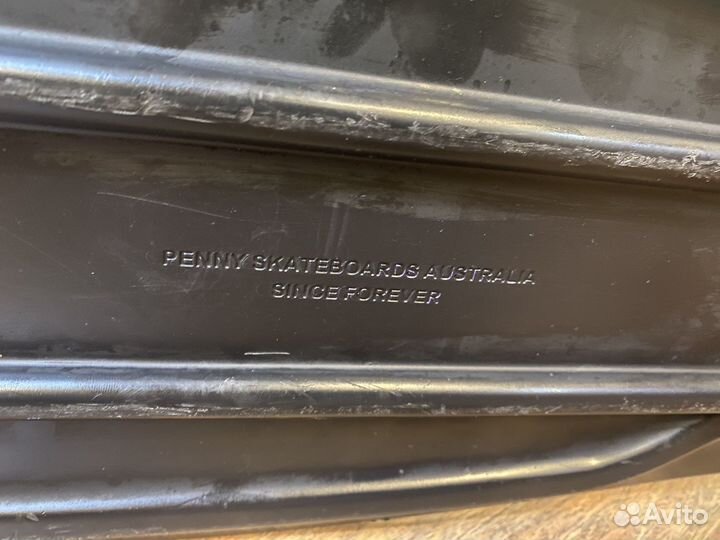 PENNY SKATEBOARDS AUSTRALIA
SINCE FOREVER
Avito